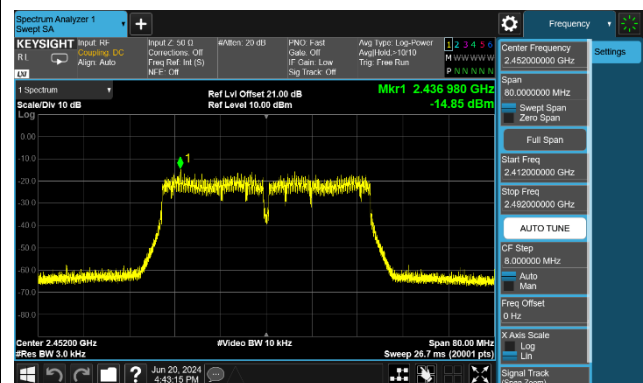 Spectrum Analyzer 1
Swept SA
Frequency
KEYSIGHT
Input: RF
Input Z: 50 Ω
#Atten: 20 dB
PNO: Fast
Avg Type: Log-Power
1 2 3 4 5 6
RL
Coupling: DC
Corrections: Off
Gate: Off
Avg|Hold:>10/10
M W W W W W
Align: Auto
Freq Ref: Int (S)
IF Gain: Low
Trig: Free Run
LXI
NFE: Off
Sig Track: Off
P N N N N N
Center Frequency
2.452000000 GHz
Settings
Span
80.0000000 MHz
Swept Span
Zero Span
Full Span
Start Freq
2.412000000 GHz
Stop Freq
2.492000000 GHz
AUTO TUNE
CF Step
8.000000 MHz
Auto
Man
Freq Offset
0 Hz
X Axis Scale
Log
Lin
Signal Track
(Span Zoom)
1 Spectrum
Ref Lvl Offset 21.00 dB
Mkr1 2.436 980 GHz
Scale/Div 10 dB
Ref Level 10.00 dBm
-14.85 dBm
Log
0.00
-10.0
1
-20.0
-30.0
-40.0
-50.0
-60.0
-70.0
-80.0
Center 2.45200 GHz
#Video BW 10 kHz
Span 80.00 MHz
#Res BW 3.0 kHz
Sweep 26.7 ms (20001 pts)
?
Jun 20, 2024
4:43:15 PM